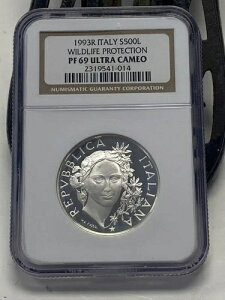 1993R ITALY S500L
WILDLIFE PROTECTION
PF 69 ULTRA CAMEO
2319541-014
NUMISMATIC GUARANTY CORPORATION
REPVBBLICA ITALIANA